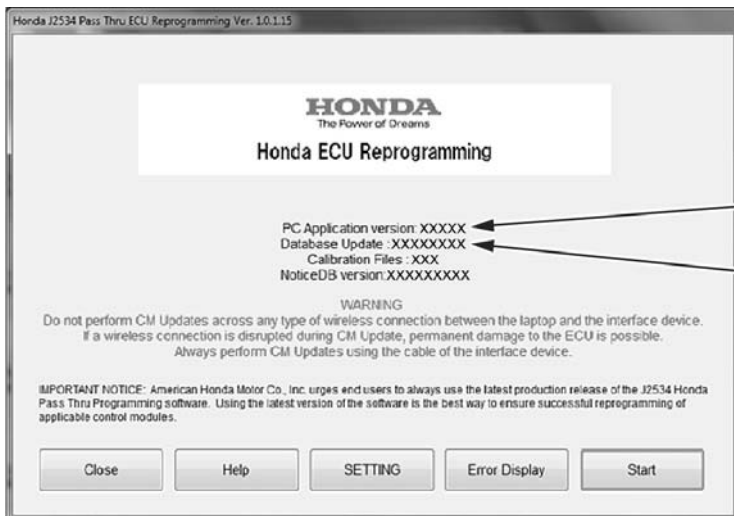 Honda J2534 Pass Thru ECU Reprogramming Ver. 1.0.1.15
HONDA
The Power of Dreams
Honda ECU Reprogramming
PC Application version: XXXXX
Database Update : XXXXXXXX
Calibration Files : XXX
NoticeDB version:XXXXXXXXX
WARNING
Do not perform CM Updates across any type of wireless connection between the laptop and the interface device.
If a wireless connection is disrupted during CM Update, permanent damage to the ECU is possible.
Always perform CM Updates using the cable of the interface device.
IMPORTANT NOTICE: American Honda Motor Co., Inc. urges end users to always use the latest production release of the J2534 Honda
Pass Thru Programming software. Using the latest version of the software is the best way to ensure successful reprogramming of
applicable control modules.
Close
Help
SETTING
Error Display
Start